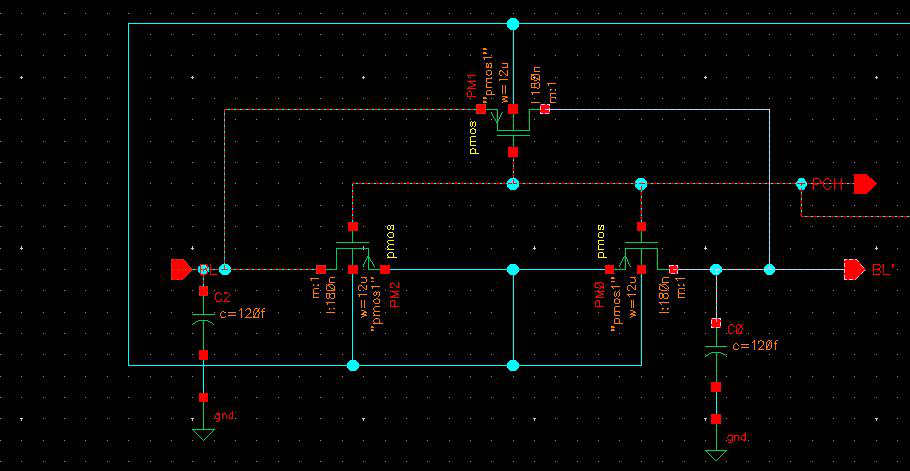 PM1
"pmos1"
w=12u
l:180n
m:1
pmos
PCH
pmos
pmos
BL'
m:1
l:180n
w=12u
"pmos1"
PM2
PM0
"pmos1"
w=12u
l:180n
m:1
C2
c=120f
C0
c=120f
gnd.
gnd.